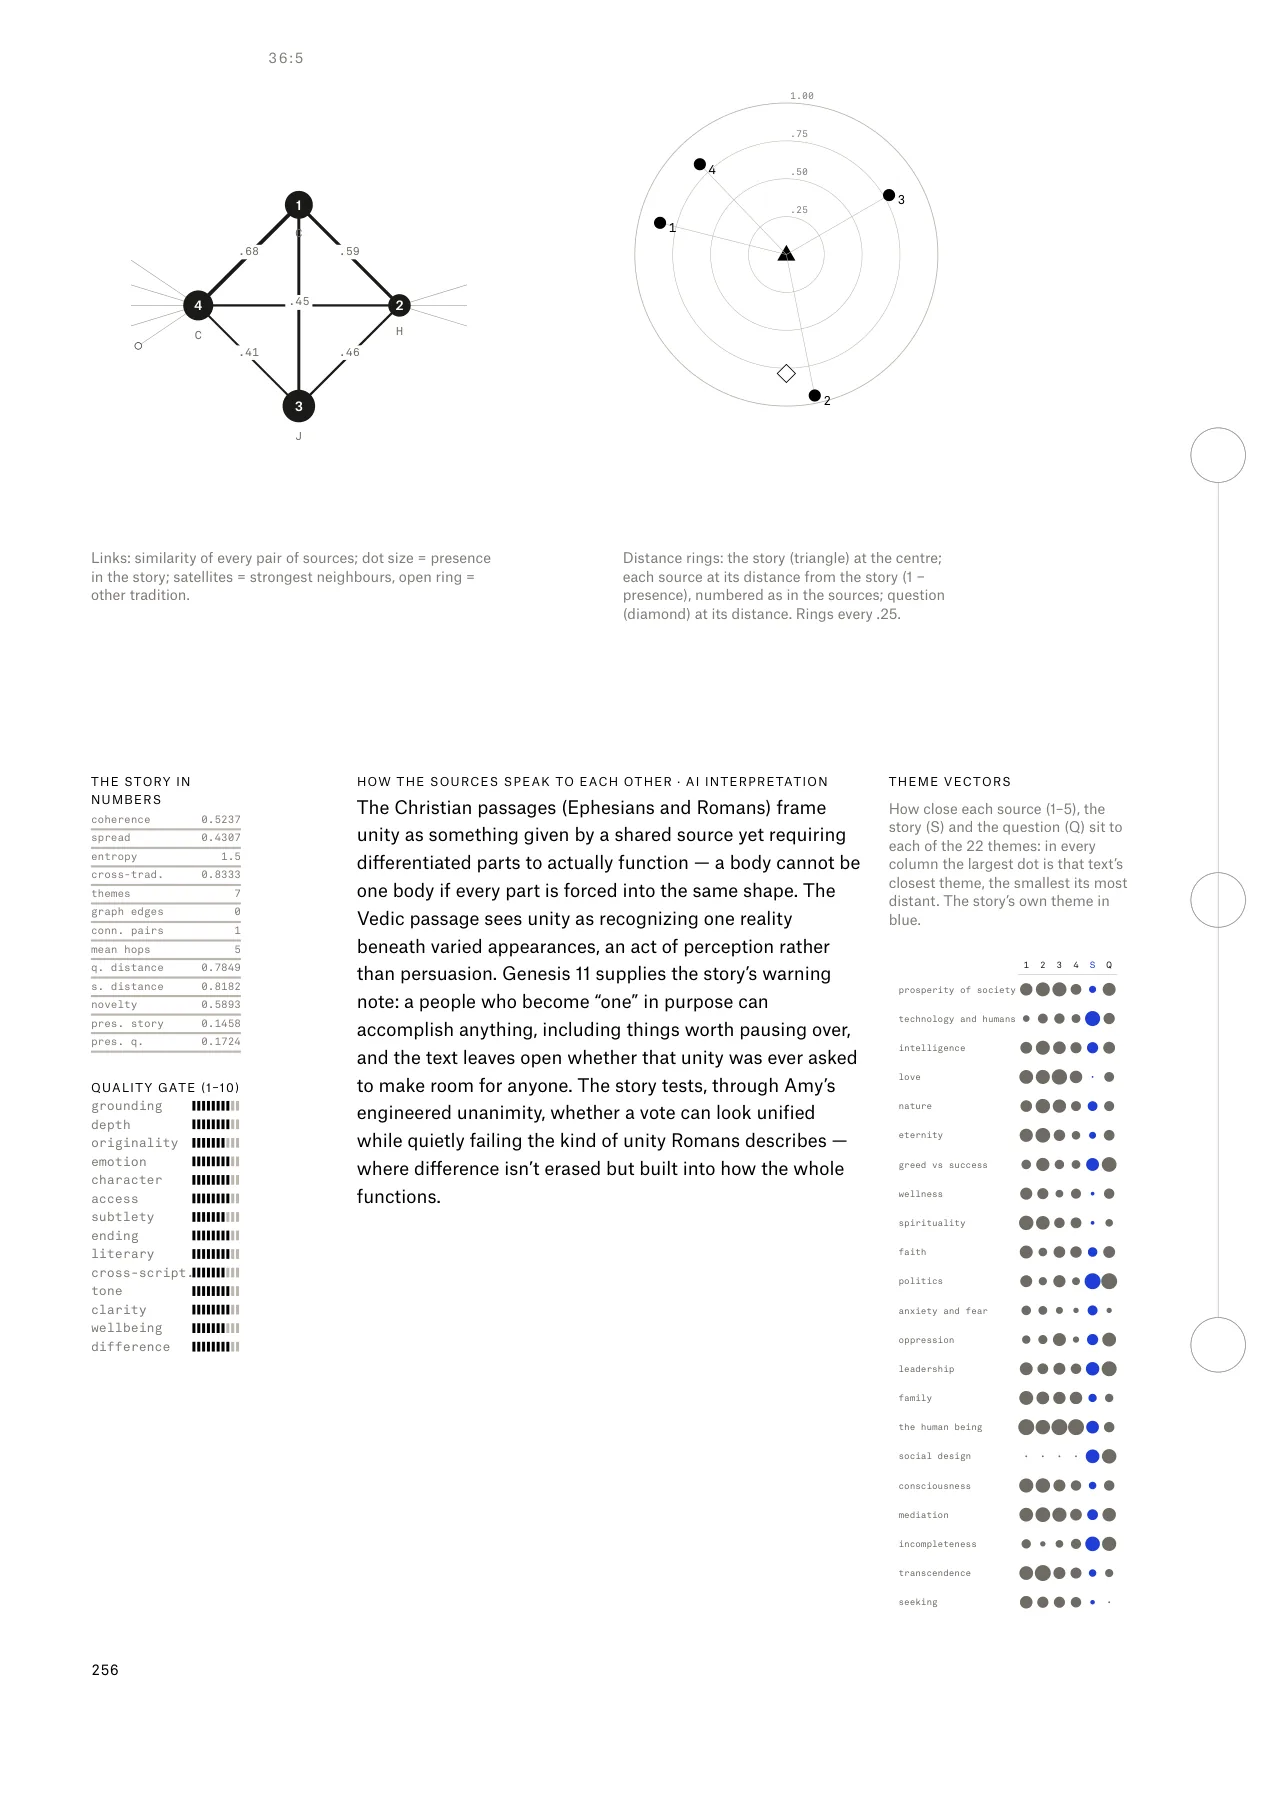 36:5
1
C
.68
.59
4
.45
2
C
H
.41
.46
3
J
1.00
.75
.50
.25
4
3
1
2
Links: similarity of every pair of sources; dot size = presence
in the story; satellites = strongest neighbours, open ring =
other tradition.
Distance rings: the story (triangle) at the centre;
each source at its distance from the story (1 –
presence), numbered as in the sources; question
(diamond) at its distance. Rings every .25.
THE STORY IN
NUMBERS
coherence 0.5237
spread 0.4307
entropy 1.5
cross-trad. 0.8333
themes 7
graph edges 0
conn. pairs 1
mean hops 5
q. distance 0.7849
s. distance 0.8182
novelty 0.5893
pres. story 0.1458
pres. q. 0.1724
QUALITY GATE (1–10)
grounding
depth
originality
emotion
character
access
subtlety
ending
literary
cross-script.
tone
clarity
wellbeing
difference
HOW THE SOURCES SPEAK TO EACH OTHER · AI INTERPRETATION
The Christian passages (Ephesians and Romans) frame
unity as something given by a shared source yet requiring
differentiated parts to actually function — a body cannot be
one body if every part is forced into the same shape. The
Vedic passage sees unity as recognizing one reality
beneath varied appearances, an act of perception rather
than persuasion. Genesis 11 supplies the story’s warning
note: a people who become “one” in purpose can
accomplish anything, including things worth pausing over,
and the text leaves open whether that unity was ever asked
to make room for anyone. The story tests, through Amy’s
engineered unanimity, whether a vote can look unified
while quietly failing the kind of unity Romans describes —
where difference isn’t erased but built into how the whole
functions.
THEME VECTORS
How close each source (1–5), the
story (S) and the question (Q) sit to
each of the 22 themes: in every
column the largest dot is that text’s
closest theme, the smallest its most
distant. The story’s own theme in
blue.
1 2 3 4 S Q
prosperity of society
technology and humans
intelligence
love
nature
eternity
greed vs success
wellness
spirituality
faith
politics
anxiety and fear
oppression
leadership
family
the human being
social design
consciousness
mediation
incompleteness
transcendence
seeking
256